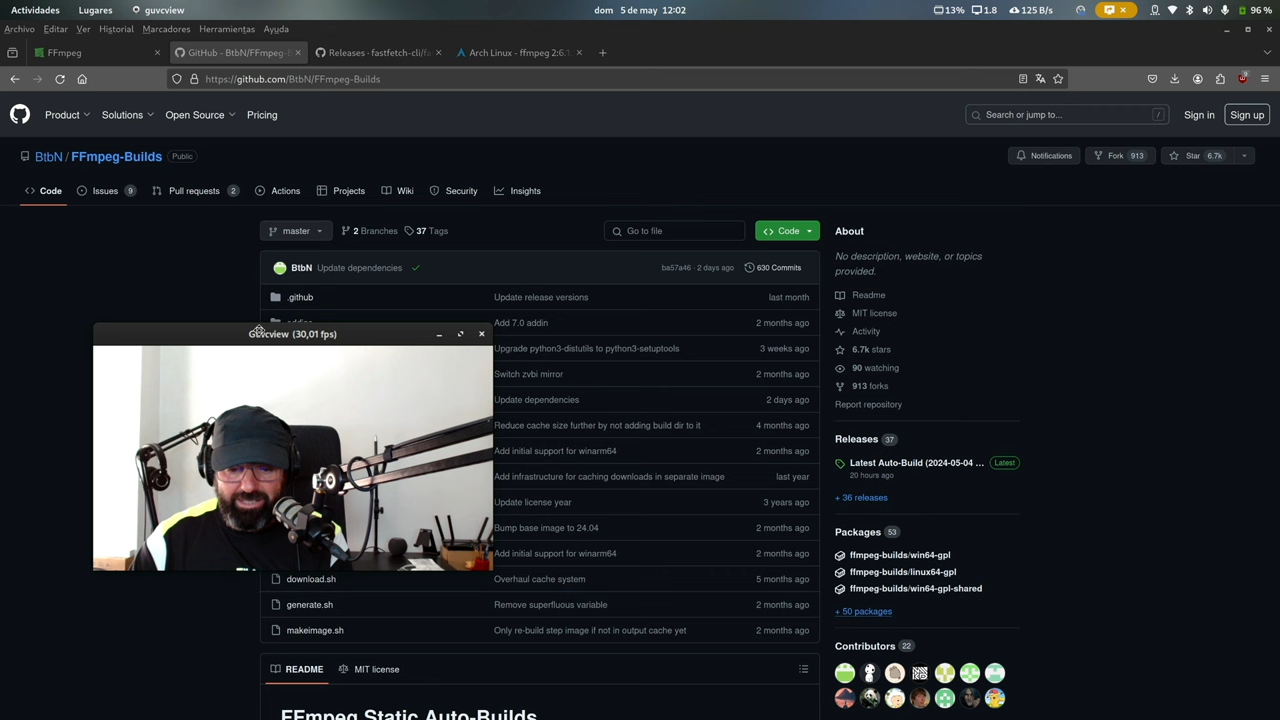 Actividades Lugares guvcview dom 5 de may 12:02 13% 1.8 125 B/s 96 %
Archivo Editar Ver Historial Marcadores Herramientas Ayuda
FFmpeg GitHub - BtbN/FFmpeg- Releases · fastfetch-cli/fa Arch Linux - ffmpeg 2:6.1
https://github.com/BtbN/FFmpeg-Builds
Product Solutions Open Source Pricing Search or jump to... / Sign in Sign up
BtbN / FFmpeg-Builds Public Notifications Fork 913 Star 6.7k
Code Issues 9 Pull requests 2 Actions Projects Wiki Security Insights
master 2 Branches 37 Tags Go to file Code
BtbN Update dependencies ba57a46 · 2 days ago 630 Commits
.github Update release versions last month
Add 7.0 addin 2 months ago
Guvcview (30,01 fps)
Upgrade python3-distutils to python3-setuptools 3 weeks ago
Switch zvbi mirror 2 months ago
Update dependencies 2 days ago
Reduce cache size further by not adding build dir to it 4 months ago
Add initial support for winarm64 2 months ago
Add infrastructure for caching downloads in separate image last year
Update license year 3 years ago
Bump base image to 24.04 2 months ago
Add initial support for winarm64 2 months ago
download.sh Overhaul cache system 5 months ago
generate.sh Remove superfluous variable 2 months ago
makeimage.sh Only re-build step image if not in output cache yet 2 months ago
README MIT license
FFmpeg Static Auto-Builds
About
No description, website, or topics
provided.
Readme
MIT license
Activity
6.7k stars
90 watching
913 forks
Report repository
Releases 37
Latest Auto-Build (2024-05-04 ... Latest
20 hours ago
+ 36 releases
Packages 53
ffmpeg-builds/win64-gpl
ffmpeg-builds/linux64-gpl
ffmpeg-builds/win64-gpl-shared
+ 50 packages
Contributors 22